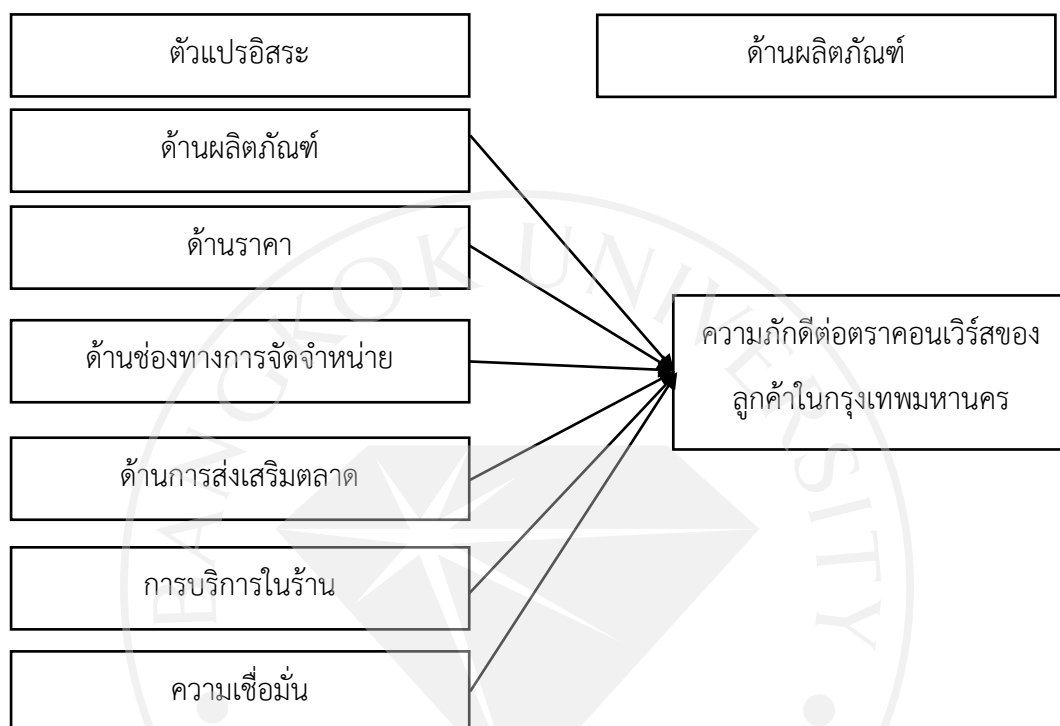 ตัวแปรอิสระ
ด้านผลิตภัณฑ์
ด้านผลิตภัณฑ์
ด้านราคา
ด้านช่องทางการจัดจำหน่าย
ความภักดีต่อตราคอนเวิร์สของ
ลูกค้าในกรุงเทพมหานคร
ด้านการส่งเสริมตลาด
การบริการในร้าน
ความเชื่อมั่น
BANGKOK UNIVERSITY